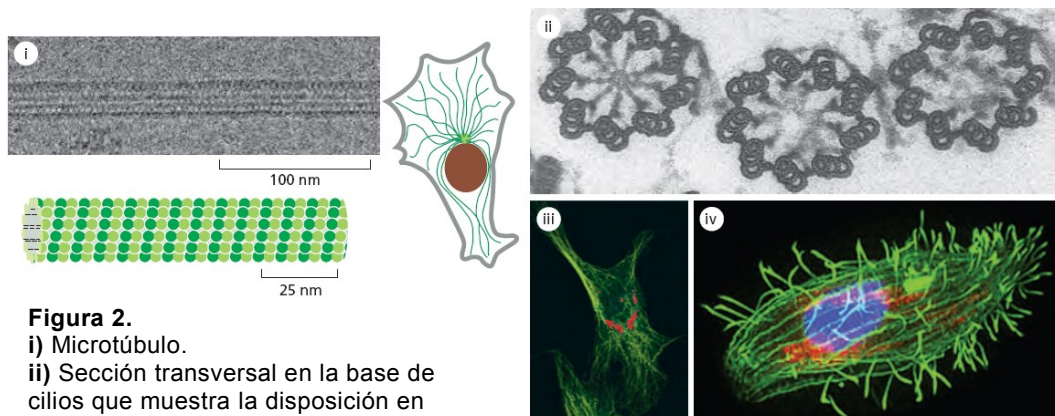 i
100 nm
25 nm
ii
iii
iv
Figura 2.
i) Microtúbulo.
ii) Sección transversal en la base de
cilios que muestra la disposición en